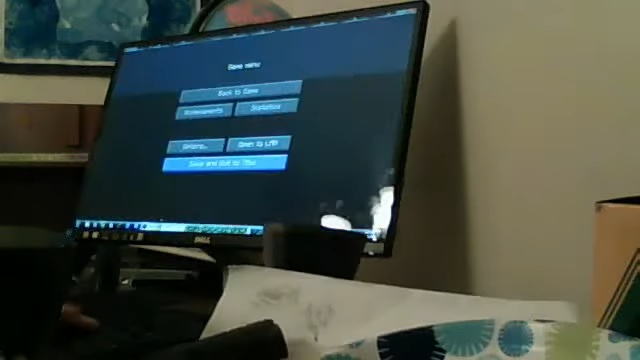 Game menu
Back to Game
Achievements Statistics
Options... Open to LAN
Save and Quit to Title
DELL